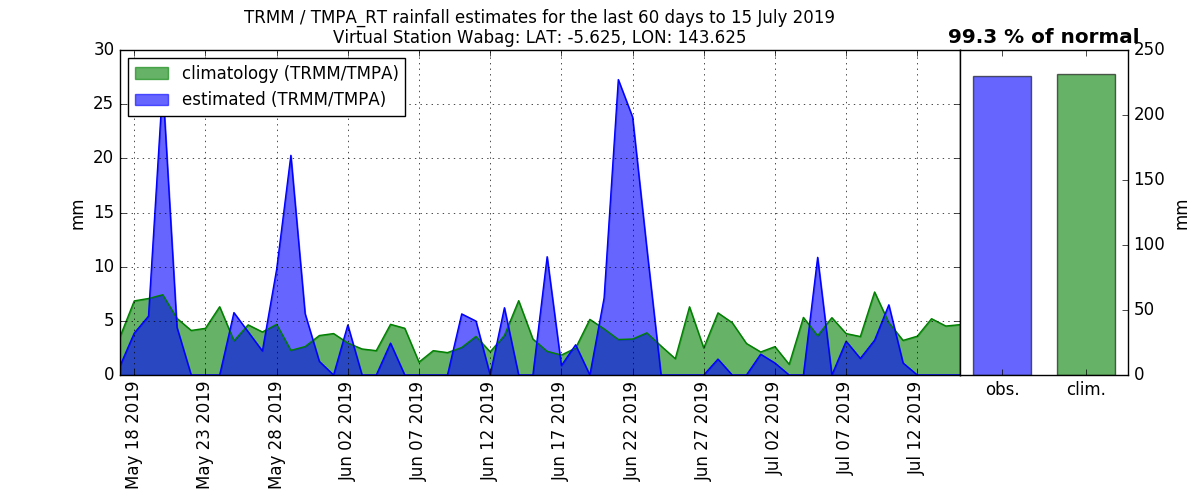 TRMM / TMPA_RT rainfall estimates for the last 60 days to 15 July 2019
Virtual Station Wabag: LAT: -5.625, LON: 143.625
99.3 % of normal
climatology (TRMM/TMPA)
estimated (TRMM/TMPA)
30
25
20
15
10
5
0
mm
250
200
150
100
50
0
mm
May 18 2019
May 23 2019
May 28 2019
Jun 02 2019
Jun 07 2019
Jun 12 2019
Jun 17 2019
Jun 22 2019
Jun 27 2019
Jul 02 2019
Jul 07 2019
Jul 12 2019
obs.
clim.